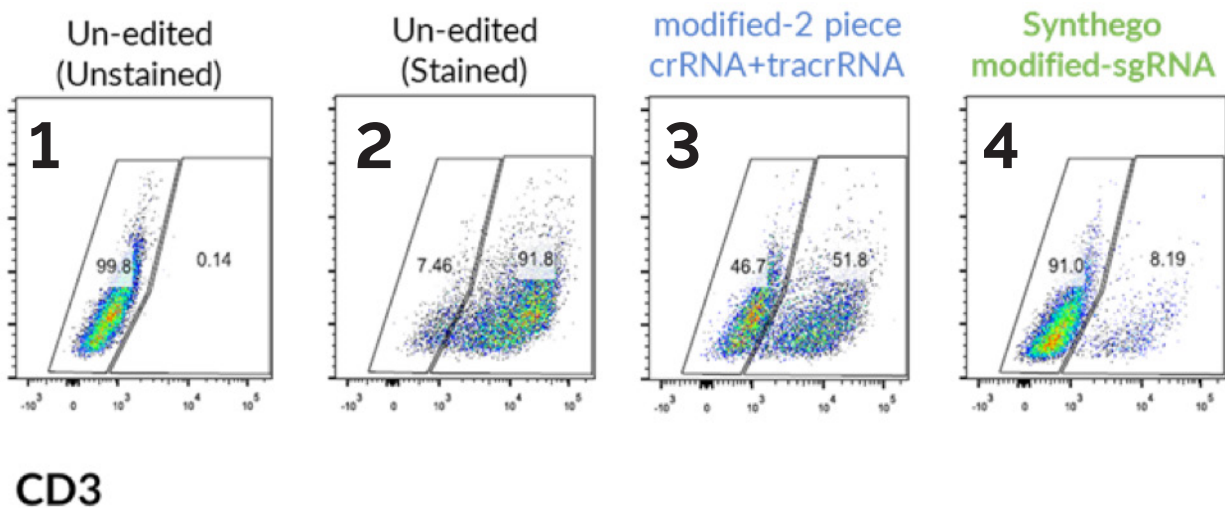 Un-edited
(Unstained)
Un-edited
(Stained)
modified-2 piece
crRNA+tracrRNA
Synthego
modified-sgRNA
1
2
3
4
99.8
0.14
7.46
91.8
46.7
51.8
91.0
8.19
-10³ 0 10³ 10⁴ 10⁵
-10³ 0 10³ 10⁴ 10⁵
-10³ 0 10³ 10⁴ 10⁵
-10³ 0 10³ 10⁴ 10⁵
CD3